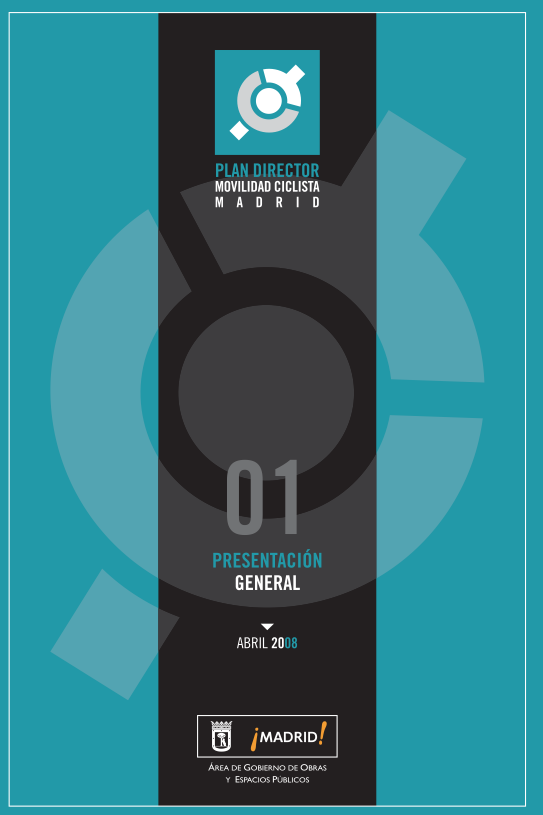 PLAN DIRECTOR
MOVILIDAD CICLISTA
MADRID
01
PRESENTACIÓN
GENERAL
ABRIL 2008
¡MADRID!
ÁREA DE GOBIERNO DE OBRAS
Y ESPACIOS PÚBLICOS